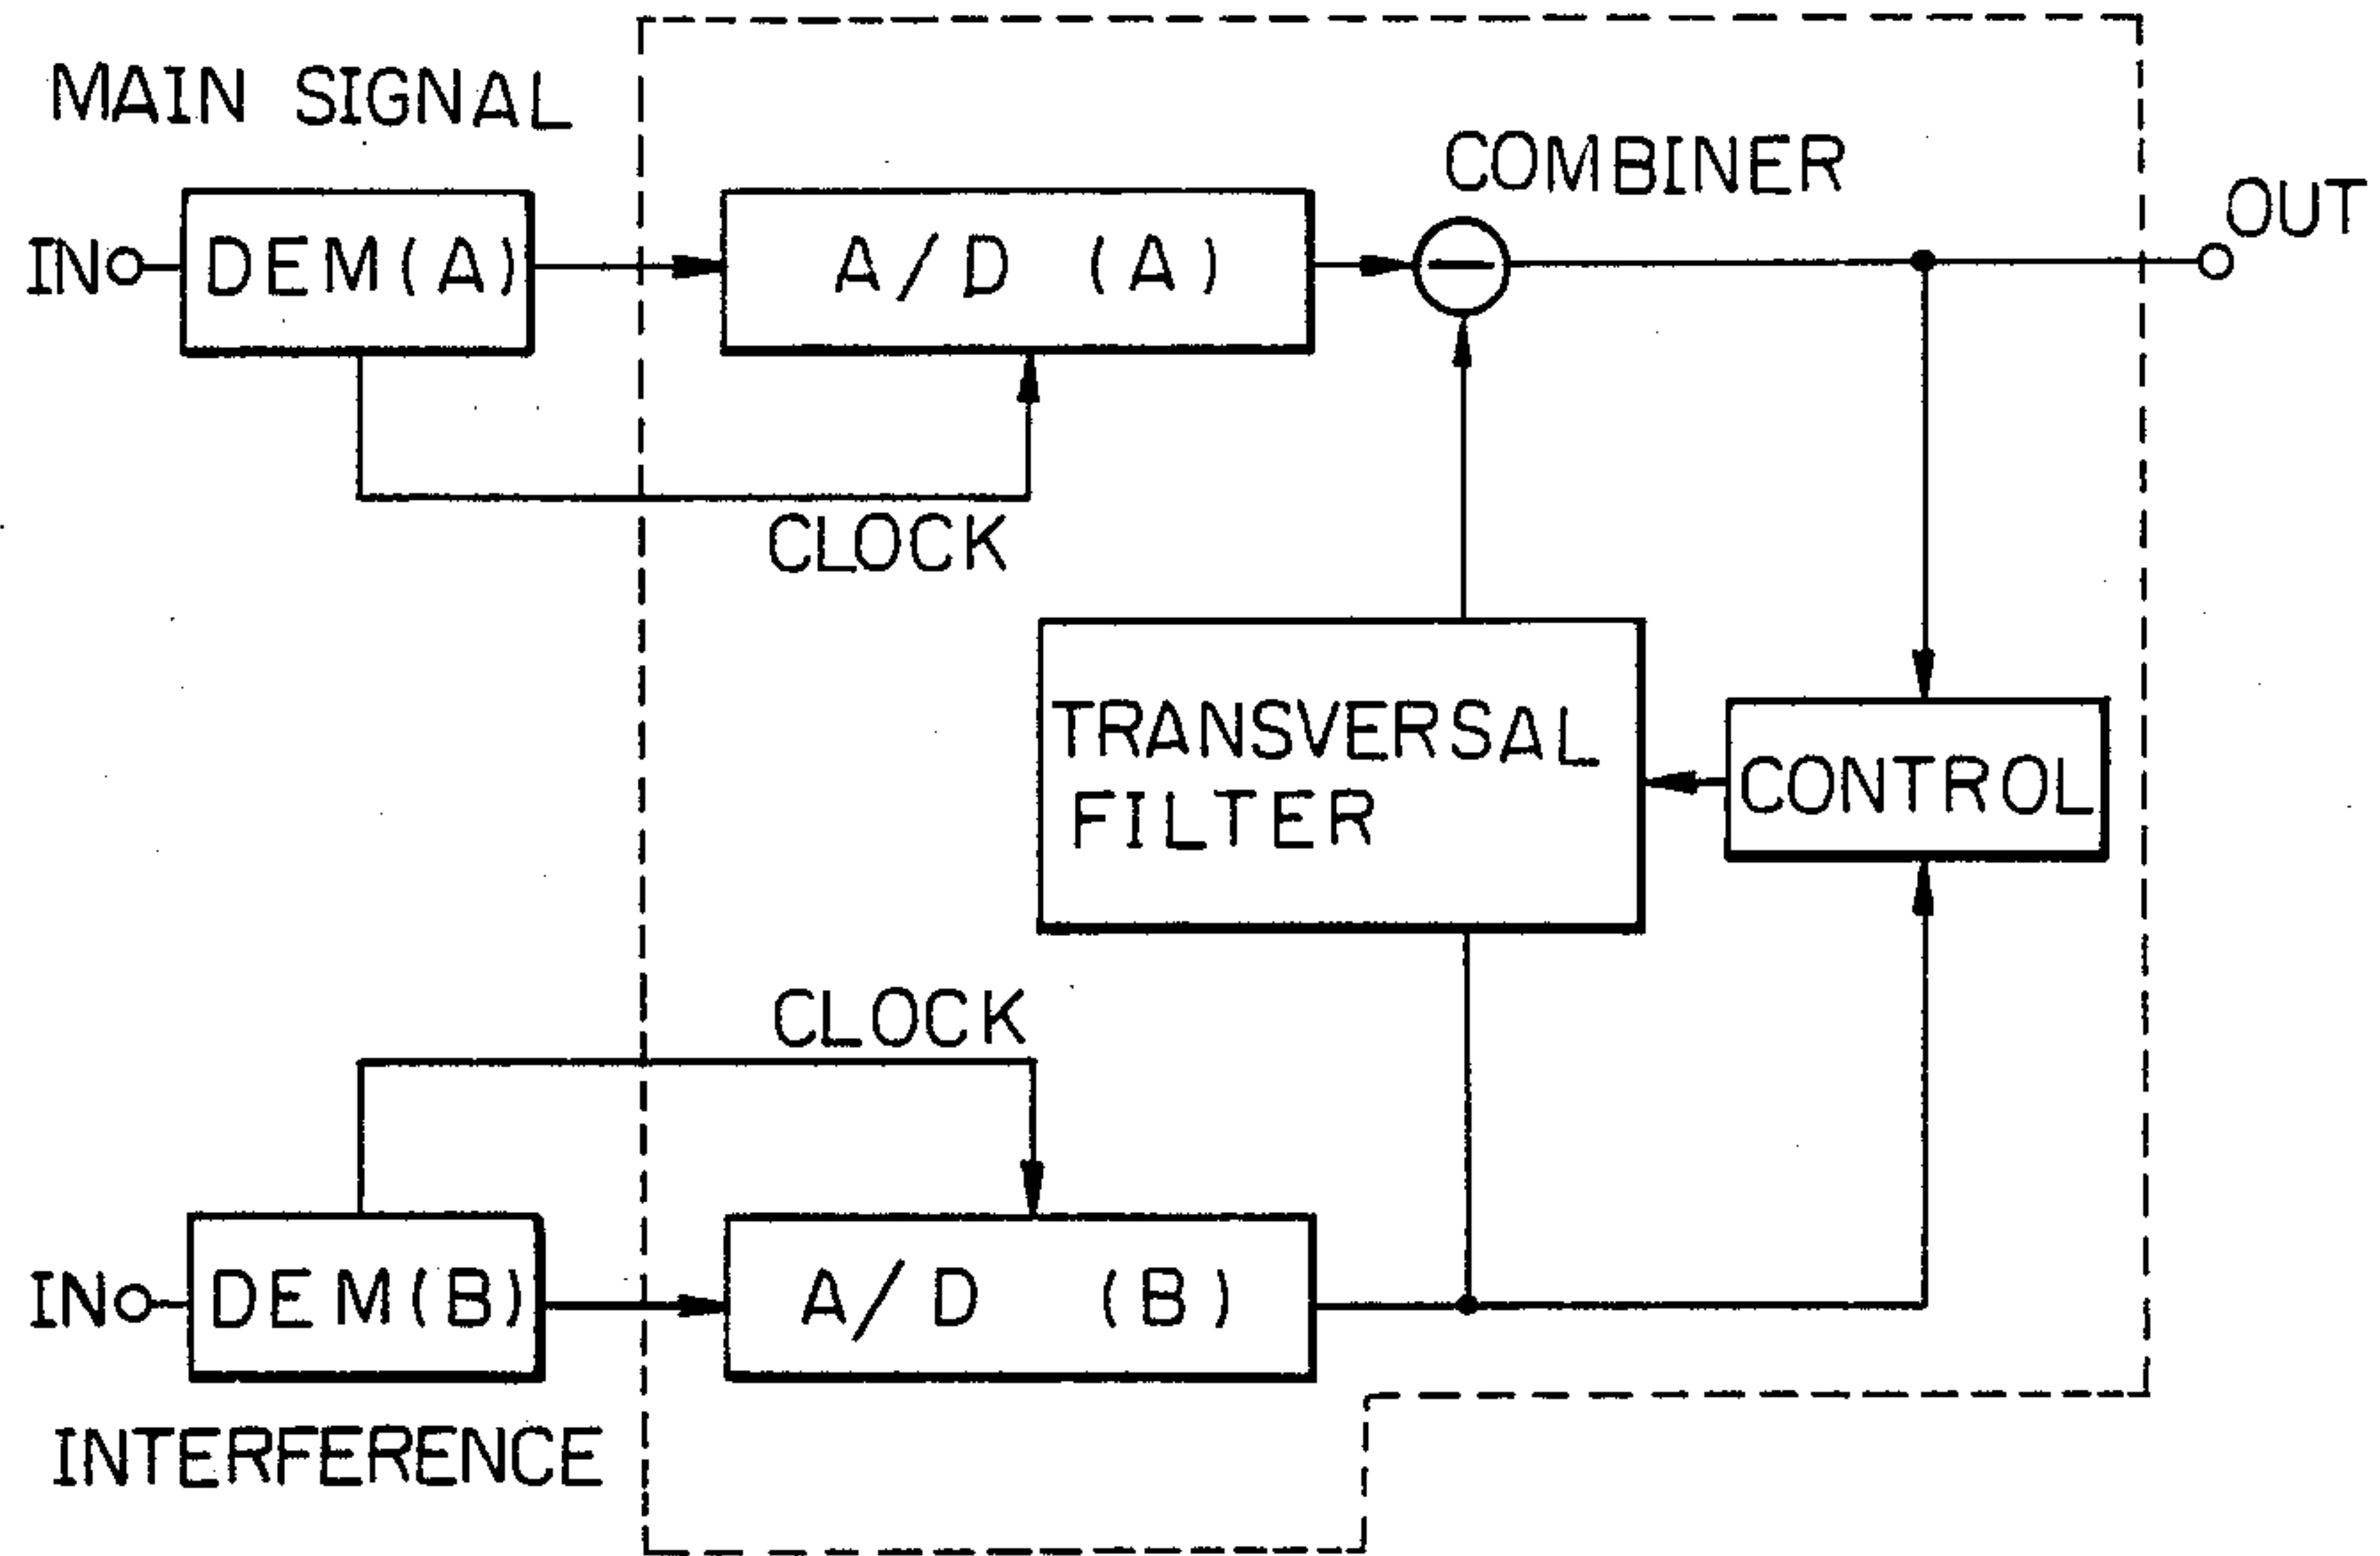 MAIN SIGNAL
COMBINER
OUT
IN
DEM(A)
A/D (A)
CLOCK
TRANSVERSAL
FILTER
CONTROL
CLOCK
IN
DEM(B)
A/D (B)
INTERFERENCE